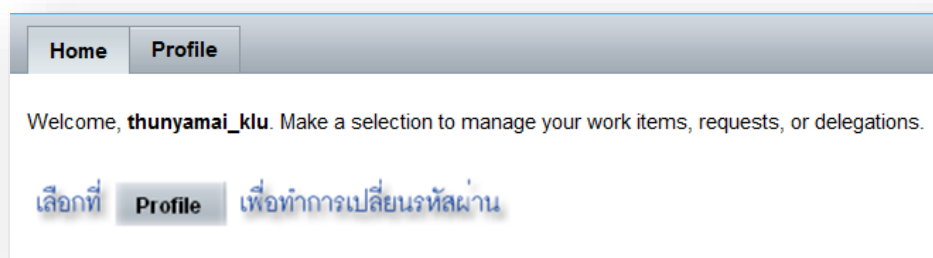 Home Profile
Welcome, thunyamai_klu. Make a selection to manage your work items, requests, or delegations.
เลือกที่ Profile เพื่อทำการเปลี่ยนรหัสผ่าน